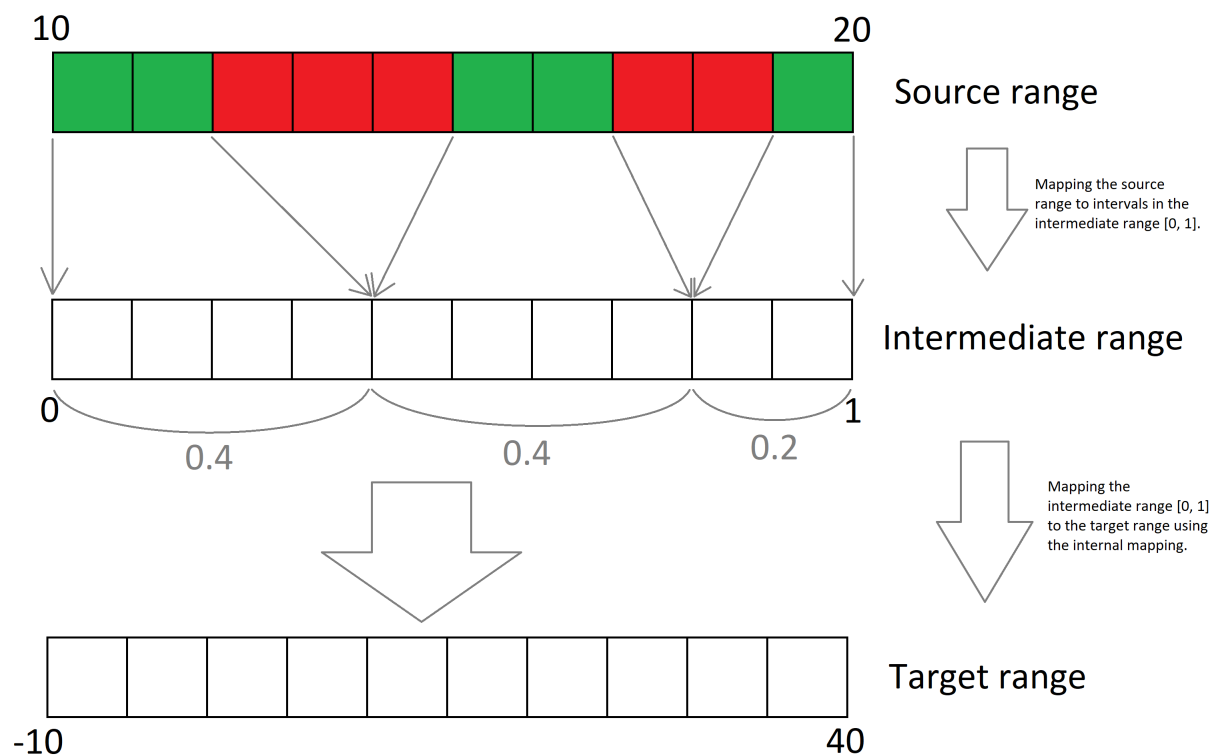 10
20
Source range
Mapping the source
range to intervals in the
intermediate range [0, 1].
Intermediate range
0
1
0.4
0.4
0.2
Mapping the
intermediate range [0, 1]
to the target range using
the internal mapping.
Target range
-10
40